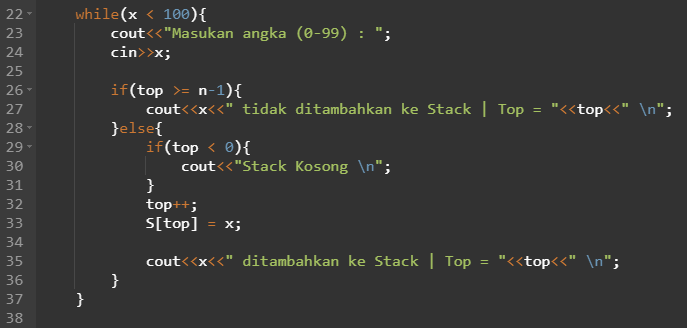 22 while(x < 100){
23 cout<<"Masukan angka (0-99) : ";
24 cin>>x;
25
26 if(top >= n-1){
27 cout<<x<<" tidak ditambahkan ke Stack | Top = "<<top<<" \n";
28 }else{
29 if(top < 0){
30 cout<<"Stack Kosong \n";
31 }
32 top++;
33 S[top] = x;
34
35 cout<<x<<" ditambahkan ke Stack | Top = "<<top<<" \n";
36 }
37 }
38